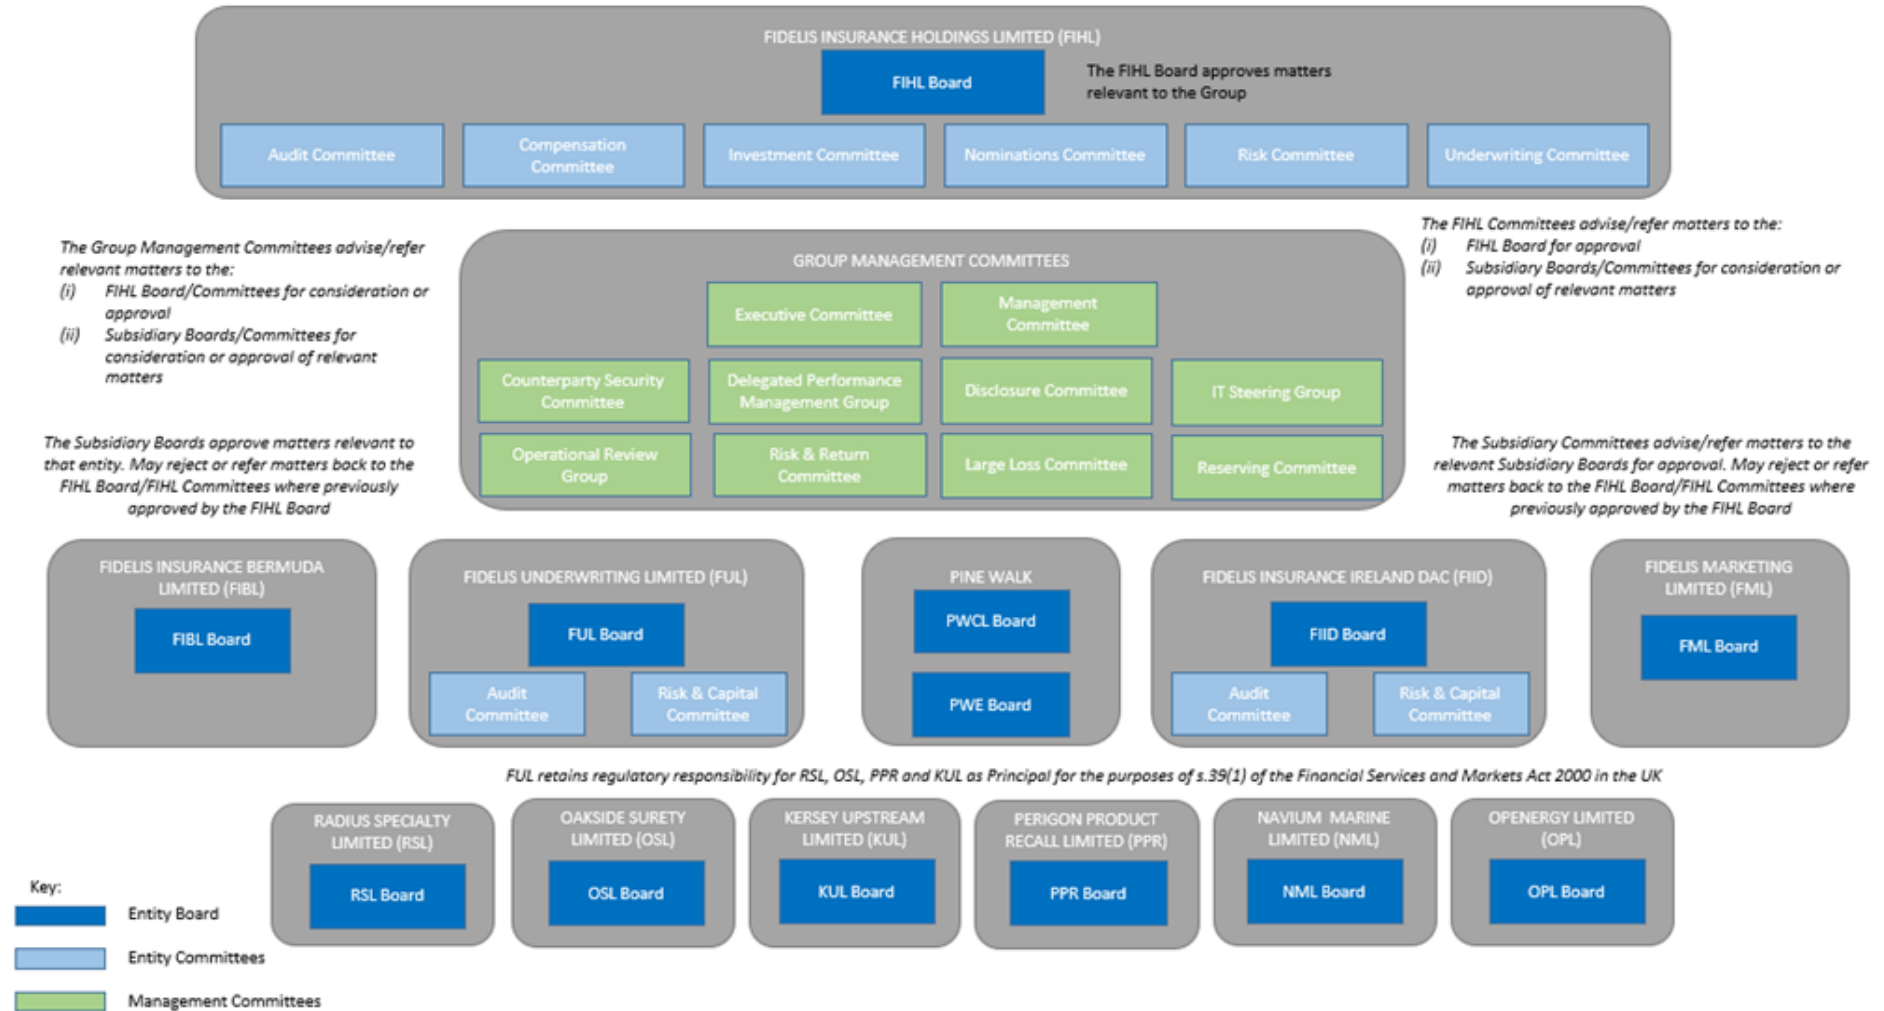 FIDELIS INSURANCE HOLDINGS LIMITED (FIHL)
FIHL Board
The FIHL Board approves matters
relevant to the Group
Audit Committee
Compensation
Committee
Investment Committee
Nominations Committee
Risk Committee
Underwriting Committee
The Group Management Committees advise/refer
relevant matters to the:
(i) FIHL Board/Committees for consideration or
approval
(ii) Subsidiary Boards/Committees for
consideration or approval of relevant
matters
The FIHL Committees advise/refer matters to the:
(i) FIHL Board for approval
(ii) Subsidiary Boards/Committees for consideration or
approval of relevant matters
GROUP MANAGEMENT COMMITTEES
Executive Committee
Management
Committee
Counterparty Security
Committee
Delegated Performance
Management Group
Disclosure Committee
IT Steering Group
Operational Review
Group
Risk & Return
Committee
Large Loss Committee
Reserving Committee
The Subsidiary Boards approve matters relevant to
that entity. May reject or refer matters back to the
FIHL Board/FIHL Committees where previously
approved by the FIHL Board
The Subsidiary Committees advise/refer matters to the
relevant Subsidiary Boards for approval. May reject or refer
matters back to the FIHL Board/FIHL Committees where
previously approved by the FIHL Board
FIDELIS INSURANCE BERMUDA
LIMITED (FIBL)
FIBL Board
FIDELIS UNDERWRITING LIMITED (FUL)
FUL Board
Audit
Committee
Risk & Capital
Committee
PINE WALK
PWCL Board
PWE Board
FIDELIS INSURANCE IRELAND DAC (FIID)
FIID Board
Audit
Committee
Risk & Capital
Committee
FIDELIS MARKETING
LIMITED (FML)
FML Board
FUL retains regulatory responsibility for RSL, OSL, PPR and KUL as Principal for the purposes of s.39(1) of the Financial Services and Markets Act 2000 in the UK
RADIUS SPECIALTY
LIMITED (RSL)
RSL Board
OAKSIDE SURETY
LIMITED (OSL)
OSL Board
KERSEY UPSTREAM
LIMITED (KUL)
KUL Board
PERIGON PRODUCT
RECALL LIMITED (PPR)
PPR Board
NAVIUM MARINE
LIMITED (NML)
NML Board
OPENERGY LIMITED
(OPL)
OPL Board
Key:
Entity Board
Entity Committees
Management Committees